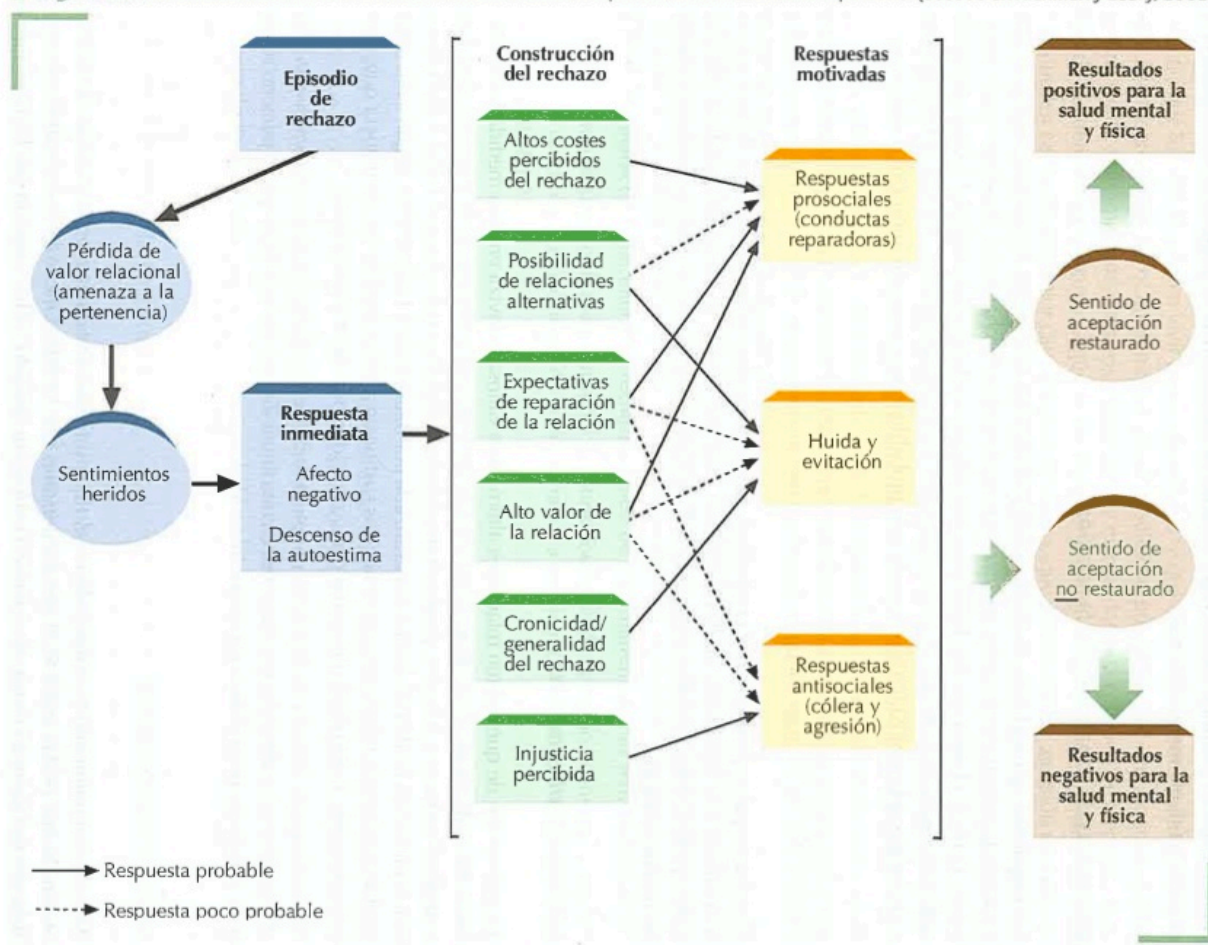 Episodio
de
rechazo
Pérdida de
valor relacional
(amenaza a la
pertenencia)
Sentimientos
heridos
Respuesta
inmediata
Afecto
negativo
Descenso de
la autoestima
Construcción
del rechazo
Altos costes
percibidos
del rechazo
Posibilidad
de relaciones
alternativas
Expectativas
de reparación
de la relación
Alto valor de
la relación
Cronicidad/
generalidad
del rechazo
Injusticia
percibida
Respuestas
motivadas
Respuestas
prosociales
(conductas
reparadoras)
Huida y
evitación
Respuestas
antisociales
(cólera y
agresión)
Resultados
positivos para la
salud mental
y física
Sentido de
aceptación
restaurado
Sentido de
aceptación
no restaurado
Resultados
negativos para la
salud mental
y física
Respuesta probable
Respuesta poco probable